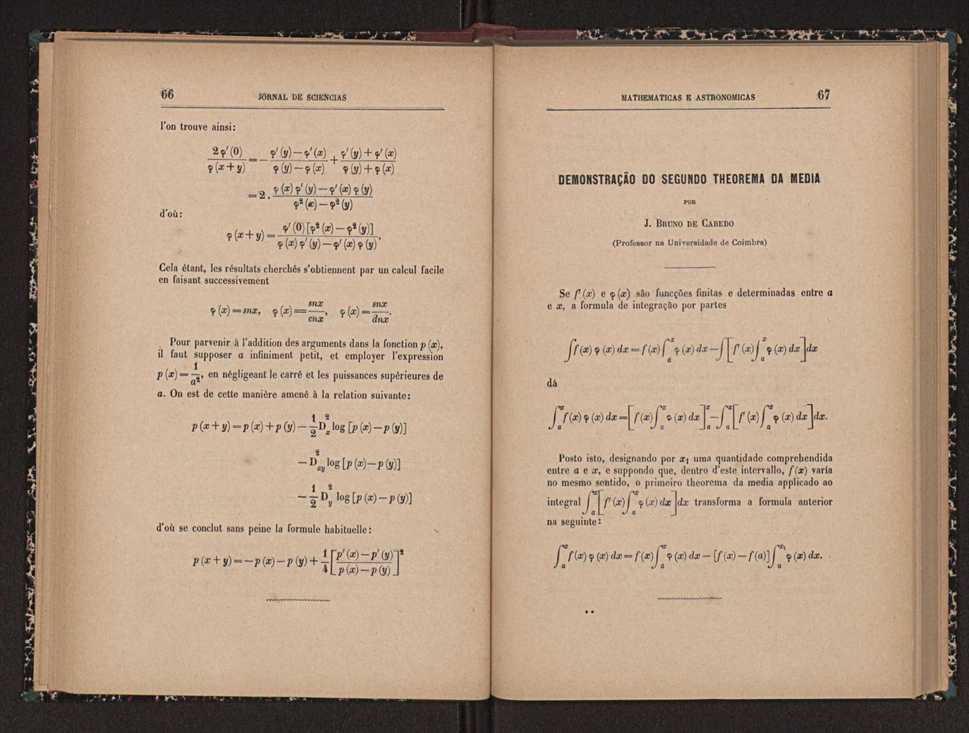 66
JORNAL DE SCIENCIAS
l'on trouve ainsi:
2φ′(0)/φ(x+y) = −(φ′(y)−φ′(x))/(φ(y)−φ(x)) + (φ′(y)+φ′(x))/(φ(y)+φ(x))
= 2 . (φ(x)φ′(y)−φ′(x)φ(y))/(φ²(x)−φ²(y))
d'où:
φ(x+y) = φ′(0)[φ²(x)−φ²(y)]/(φ(x)φ′(y)−φ′(x)φ(y)).
Cela étant, les résultats cherchés s'obtiennent par un calcul facile
en faisant successivement
φ(x) = snx, φ(x) = snx/cnx, φ(x) = snx/dnx.
Pour parvenir à l'addition des arguments dans la fonction p(x),
il faut supposer a infiniment petit, et employer l'expression
p(x) = 1/a², en négligeant le carré et les puissances supérieures de
a. On est de cette manière amené à la relation suivante:
p(x+y) = p(x)+p(y) − 1/2 D²ₓ log [p(x)−p(y)]
− D²ₓᵧ log [p(x)−p(y)]
− 1/2 D²ᵧ log [p(x)−p(y)]
d'où se conclut sans peine la formule habituelle:
p(x+y) = −p(x)−p(y) + 1/4 [(p′(x)−p′(y))/(p(x)−p(y))]²
MATHEMATICAS E ASTRONOMICAS
67
DEMONSTRAÇÃO DO SEGUNDO THEOREMA DA MEDIA
POR
J. BRUNO DE CABEDO
(Professor na Universidade de Coimbra)
Se f′(x) e φ(x) são funcções finitas e determinadas entre a
e x, a formula de integração por partes
∫f(x)φ(x)dx = f(x)∫ₐˣφ(x)dx − ∫[f′(x)∫ₐˣφ(x)dx]dx
dá
∫ₐˣf(x)φ(x)dx = [f(x)∫ₐˣφ(x)dx]ₐˣ − ∫ₐˣ[f′(x)∫ₐˣφ(x)dx]dx.
Posto isto, designando por x₁ uma quantidade comprehendida
entre a e x, e suppondo que, dentro d'este intervallo, f(x) varía
no mesmo sentido, o primeiro theorema da media applicado ao
integral ∫ₐˣ[f′(x)∫ₐˣφ(x)dx]dx transforma a formula anterior
na seguinte:
∫ₐˣf(x)φ(x)dx = f(x)∫ₐˣφ(x)dx − [f(x)−f(a)]∫ₐˣ¹φ(x)dx.